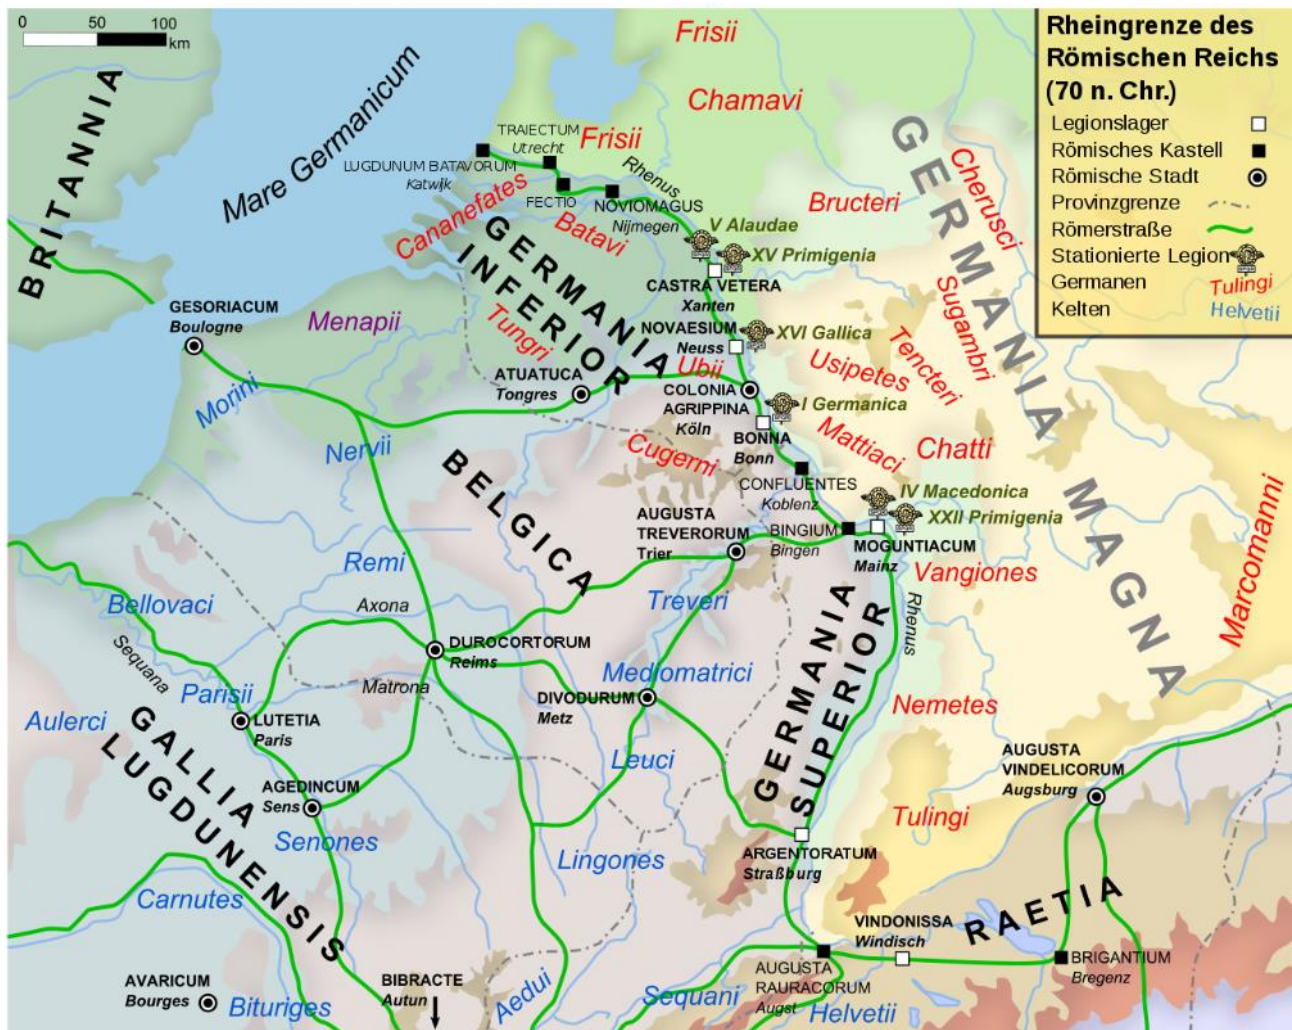 0 50 100
km
Rheingrenze des
Römischen Reichs
(70 n. Chr.)
Legionslager
Römisches Kastell
Römische Stadt
Provinzgrenze
Römerstraße
Stationierte Legion
Germanen
Tulingi
Kelten
Helvetii
BRITANNIA
Mare Germanicum
Frisii
Chamavi
Frisii
TRAIECTUM
Utrecht
LUGDUNUM BATAVORUM
Katwijk
FECTIO
Rhenus
NOVIOMAGUS
Nijmegen
Cananefates
Batavi
Bructeri
Cherusci
GERMANIA
MAGNA
V Alaudae
XV Primigenia
CASTRA VETERA
Xanten
GERMANIA
INFERIOR
GESORIACUM
Boulogne
Menapii
Tungri
NOVAESIUM
Neuss
XVI Gallica
Sugambri
Tencteri
Usipetes
Ubii
ATUATUCA
Tongres
COLONIA
AGRIPPINA
Köln
I Germanica
Morini
Nervii
BONNA
Bonn
Mattiaci
Chatti
Cugerni
BELGICA
CONFLUENTES
Koblenz
IV Macedonica
XXII Primigenia
AUGUSTA
TREVERORUM
Trier
BINGIUM
Bingen
MOGUNTIACUM
Mainz
Marcomanni
Remi
Vangiones
Bellovaci
Axona
Treveri
GERMANIA
SUPERIOR
Rhenus
Sequana
DUROCORTORUM
Reims
Matrona
Mediomatrici
DIVODURUM
Metz
Parisii
Aulerci
LUTETIA
Paris
Nemetes
GALLIA
LUGDUNENSIS
Leuci
AUGUSTA
VINDELICORUM
Augsburg
AGEDINCUM
Sens
Senones
Tulingi
Lingones
ARGENTORATUM
Straßburg
Carnutes
VINDONISSA
Windisch
RAETIA
AVARICUM
Bourges
Bituriges
BIBRACTE
Autun
Aedui
Sequani
AUGUSTA
RAURACORUM
Augst
Helvetii
BRIGANTIUM
Bregenz